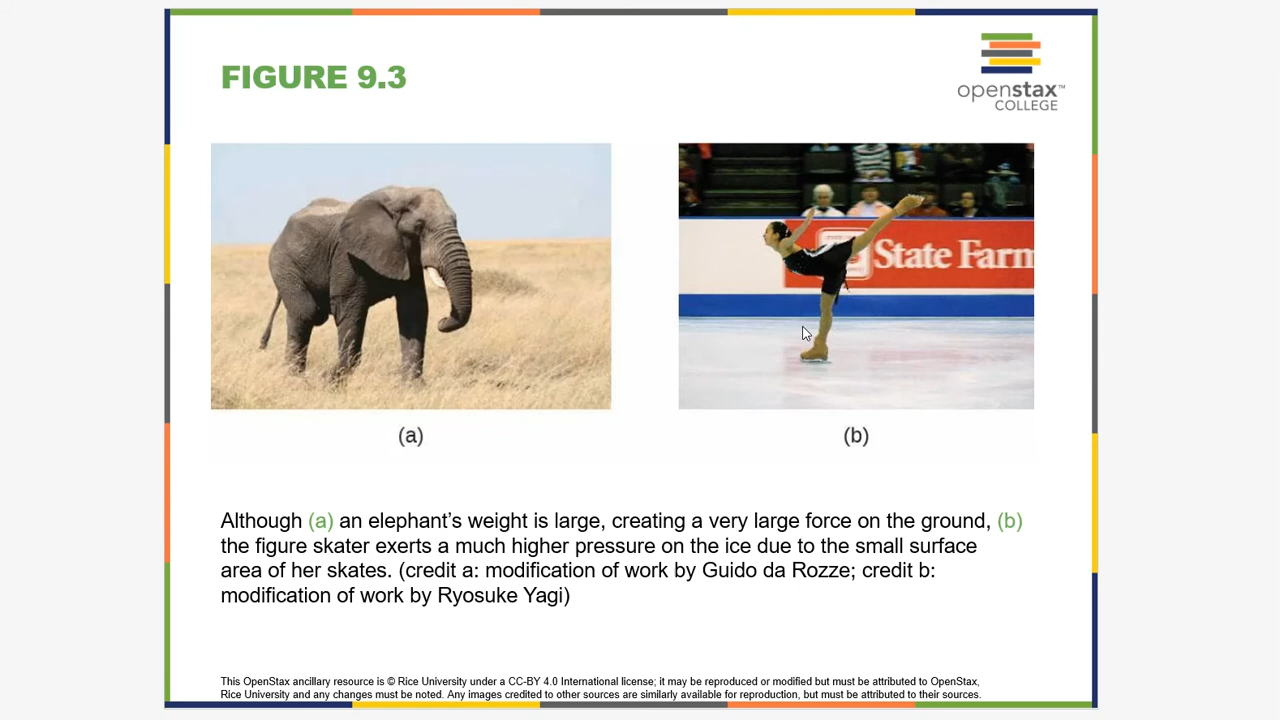 FIGURE 9.3
openstax™
COLLEGE
State Farm
(a)
(b)
Although (a) an elephant’s weight is large, creating a very large force on the ground, (b)
the figure skater exerts a much higher pressure on the ice due to the small surface
area of her skates. (credit a: modification of work by Guido da Rozze; credit b:
modification of work by Ryosuke Yagi)
This OpenStax ancillary resource is © Rice University under a CC-BY 4.0 International license; it may be reproduced or modified but must be attributed to OpenStax,
Rice University and any changes must be noted. Any images credited to other sources are similarly available for reproduction, but must be attributed to their sources.